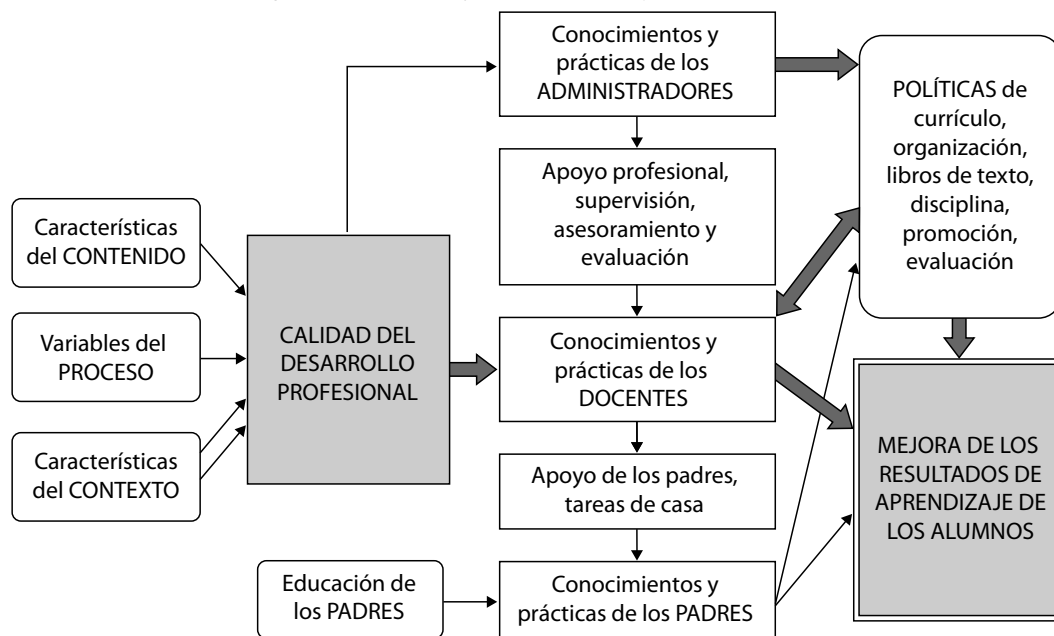 Características
del CONTENIDO
Variables del
PROCESO
Características
del CONTEXTO
CALIDAD DEL
DESARROLLO
PROFESIONAL
Conocimientos y
prácticas de los
ADMINISTRADORES
Apoyo profesional,
supervisión,
asesoramiento y
evaluación
Conocimientos y
prácticas de los
DOCENTES
Apoyo de los padres,
tareas de casa
Educación de
los PADRES
Conocimientos y
prácticas de los PADRES
POLÍTICAS de
currículo,
organización,
libros de texto,
disciplina,
promoción,
evaluación
MEJORA DE LOS
RESULTADOS DE
APRENDIZAJE DE
LOS ALUMNOS